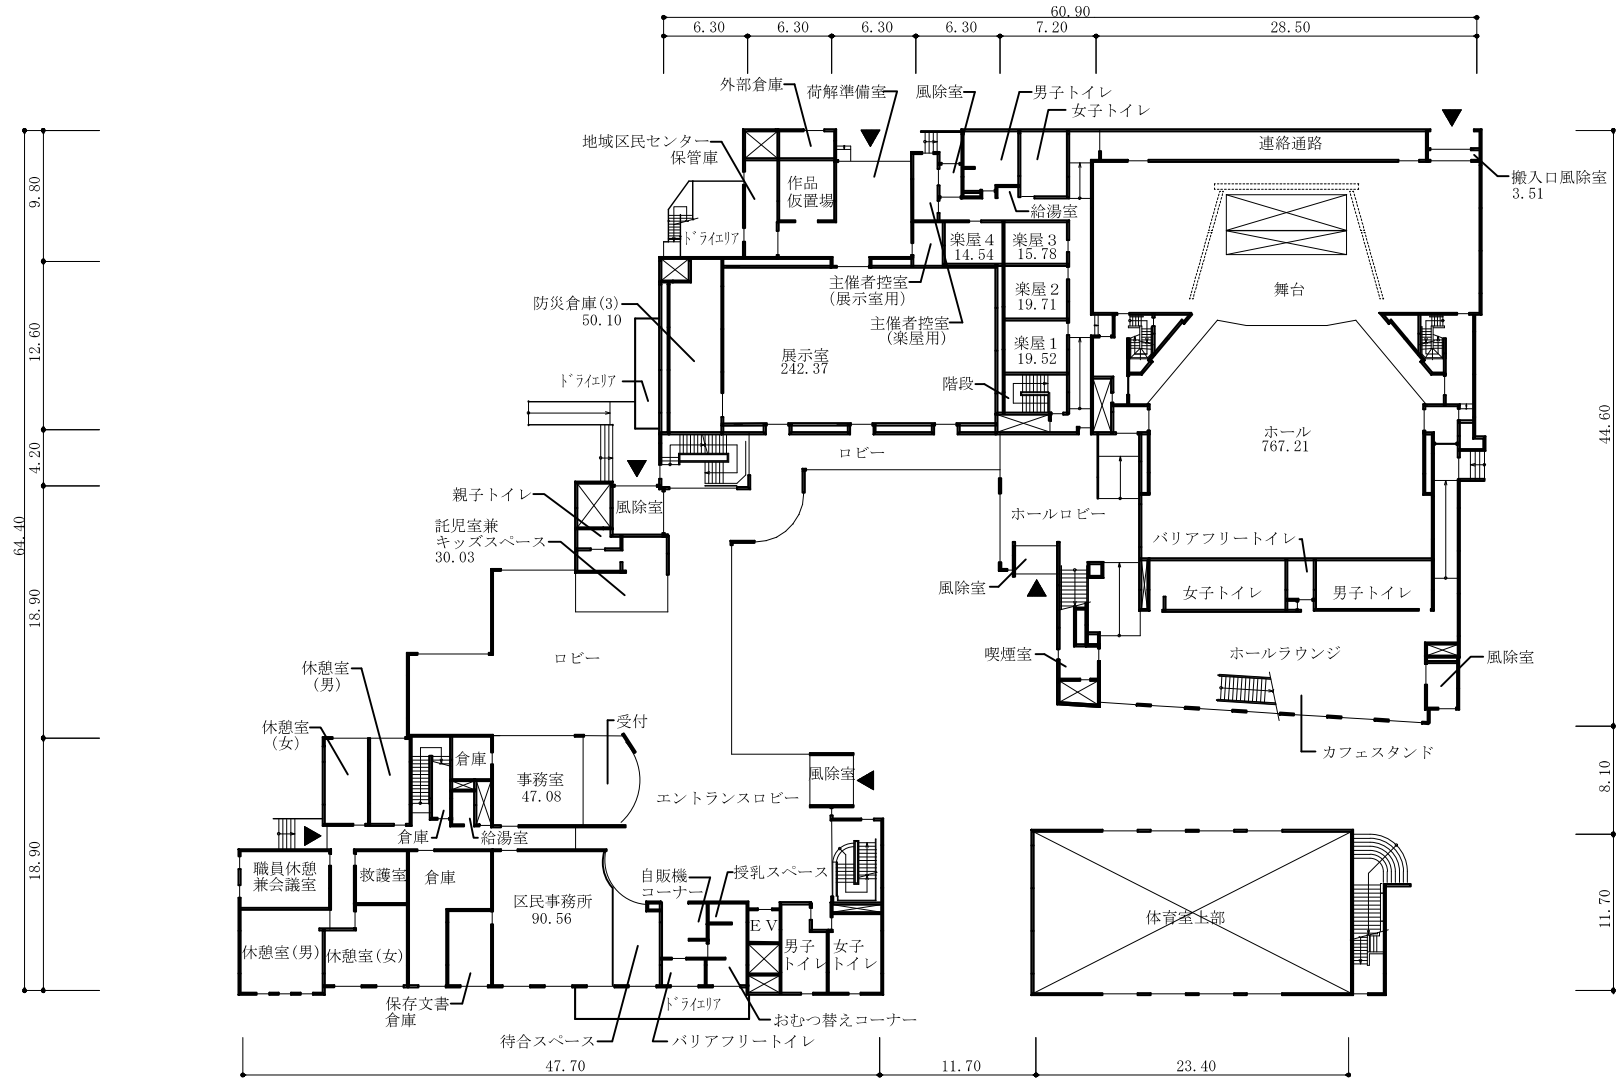 60.90
6.30
6.30
6.30
6.30
7.20
28.50
外部倉庫
荷解準備室
風除室
男子トイレ
女子トイレ
地域区民センター
保管庫
連絡通路
搬入口風除室
3.51
作品
仮置場
給湯室
ドライエリア
楽屋4
14.54
楽屋3
15.78
主催者控室
(展示室用)
楽屋2
19.71
舞台
防災倉庫(3)
50.10
主催者控室
(楽屋用)
楽屋1
19.52
展示室
242.37
ドライエリア
階段
ホール
767.21
ロビー
親子トイレ
風除室
ホールロビー
託児室兼
キッズスペース
30.03
バリアフリートイレ
風除室
女子トイレ
男子トイレ
喫煙室
ホールラウンジ
風除室
ロビー
休憩室
(男)
休憩室
(女)
受付
カフェスタンド
倉庫
事務室
47.08
風除室
エントランスロビー
倉庫
給湯室
職員休憩
兼会議室
救護室
倉庫
自販機
コーナー
授乳スペース
区民事務所
90.56
EV
体育室上部
休憩室(男)
休憩室(女)
男子
トイレ
女子
トイレ
保存文書
倉庫
ドライエリア
おむつ替えコーナー
待合スペース
バリアフリートイレ
9.80
12.60
4.20
64.40
18.90
18.90
44.60
8.10
11.70
47.70
11.70
23.40